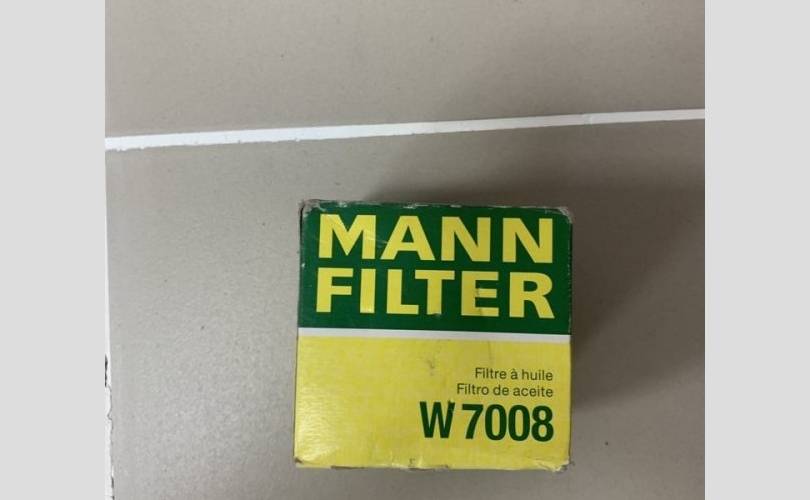 MANN
FILTER
Filtre à huile
Filtro de aceite
W 7008